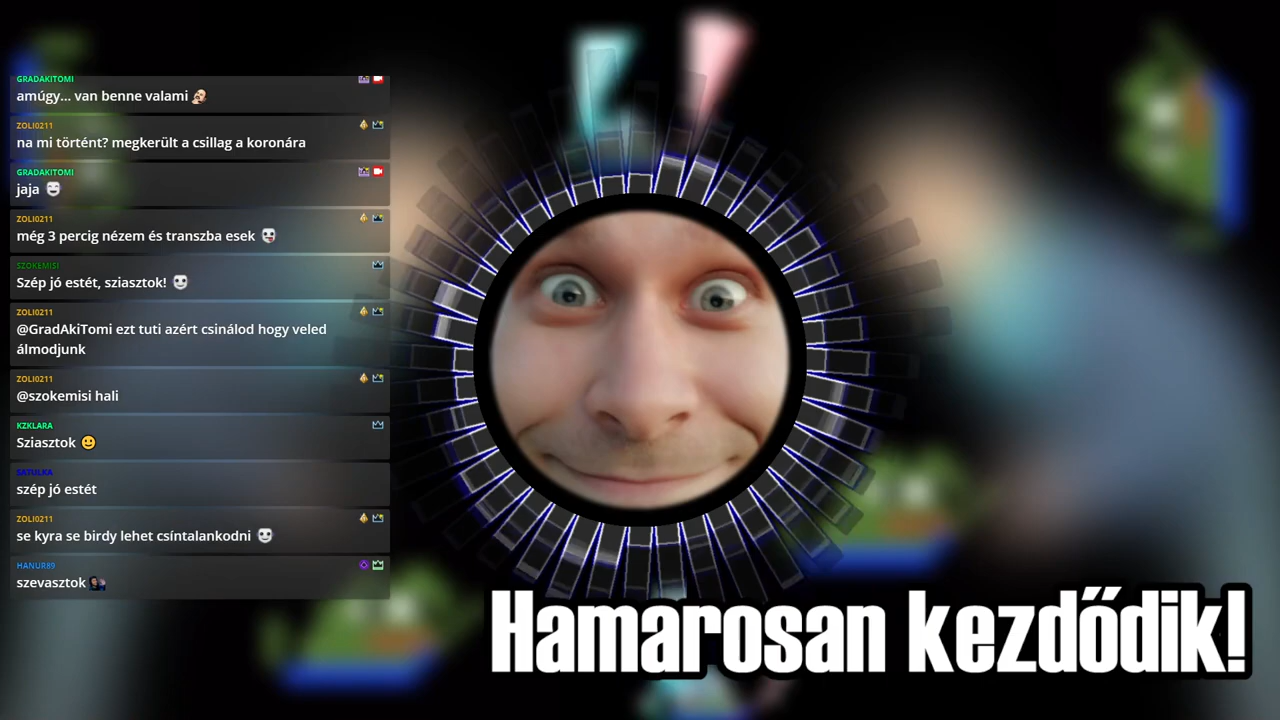 GRADAKITOMI
amúgy... van benne valami
ZOLI0211
na mi történt? megkerült a csillag a koronára
GRADAKITOMI
jaja
ZOLI0211
még 3 percig nézem és transzba esek
SZOKEMISI
Szép jó estét, sziasztok!
ZOLI0211
@GradAkiTomi ezt tuti azért csinálod hogy veled
álmodjunk
ZOLI0211
@szokemisi hali
KZKLARA
Sziasztok
SATULKA
szép jó estét
ZOLI0211
se kyra se birdy lehet csíntalankodni
HANUR89
szevasztok
Hamarosan kezdődik!